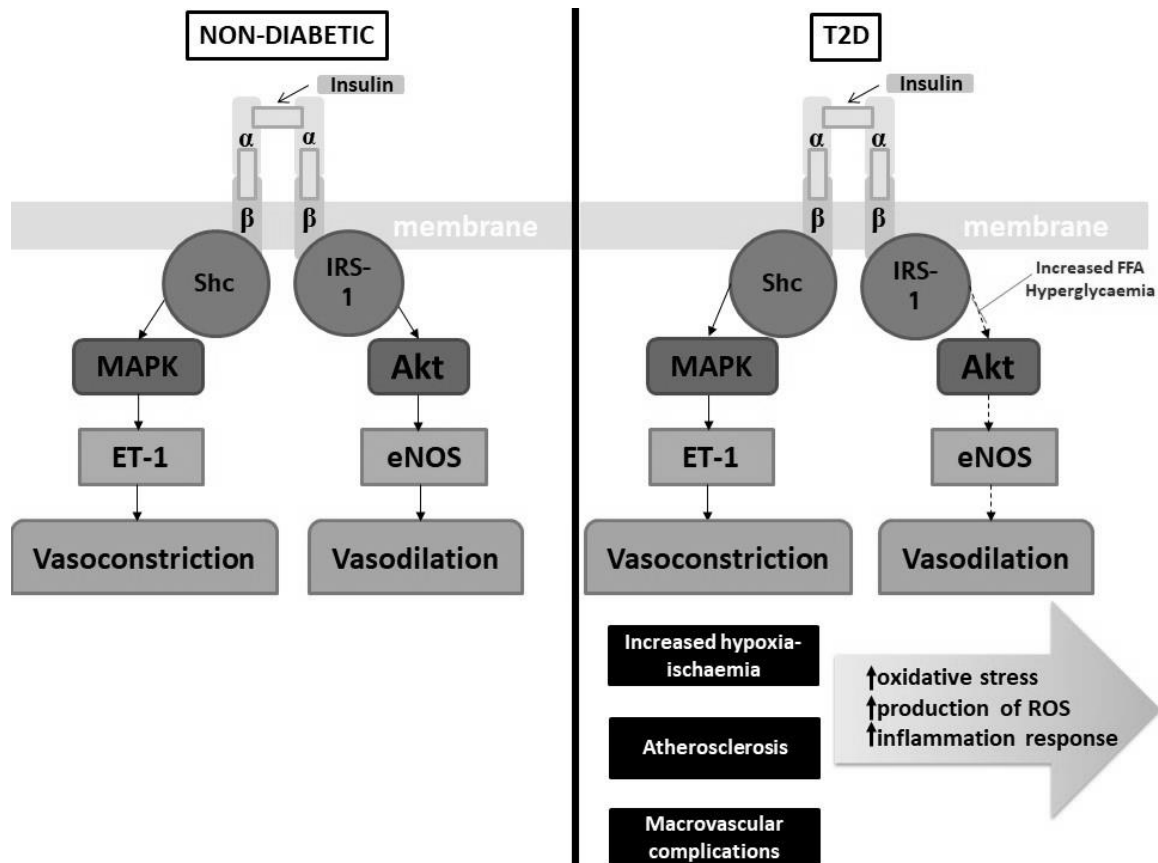 NON-DIABETIC
Insulin
α
α
β
β
membrane
Shc
IRS-
1
MAPK
Akt
ET-1
eNOS
Vasoconstriction
Vasodilation
T2D
Insulin
α
α
β
β
membrane
Shc
IRS-
1
Increased FFA
Hyperglycaemia
MAPK
Akt
ET-1
eNOS
Vasoconstriction
Vasodilation
Increased hypoxia-
ischaemia
Atherosclerosis
Macrovascular
complications
↑oxidative stress
↑production of ROS
↑inflammation response